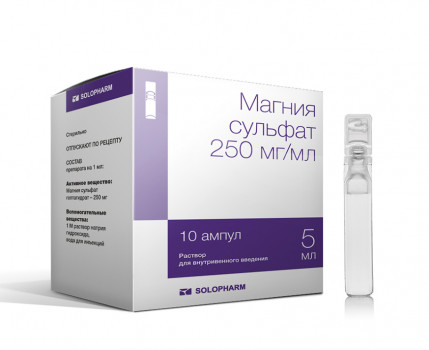 SOLOPHARM
Стерильно
ОТПУСКАЮТ ПО РЕЦЕПТУ
СОСТАВ
препарата на 1 мл:
Активное вещество:
Магния сульфат
гептагидрат – 250 мг
Вспомогательные
вещества:
1 М раствор натрия
гидроксида,
вода для инъекций
Магния
сульфат
250 мг/мл
10 ампул
5
мл
Раствор
для внутривенного введения
SOLOPHARM